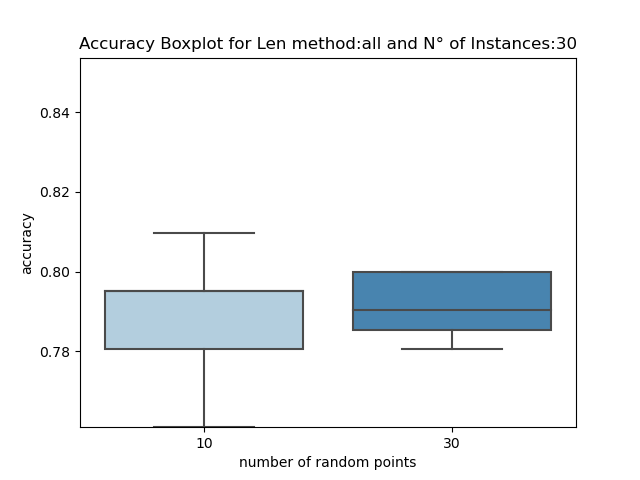 Accuracy Boxplot for Len method:all and N° of Instances:30
0.84
0.82
0.80
0.78
accuracy
10
30
number of random points